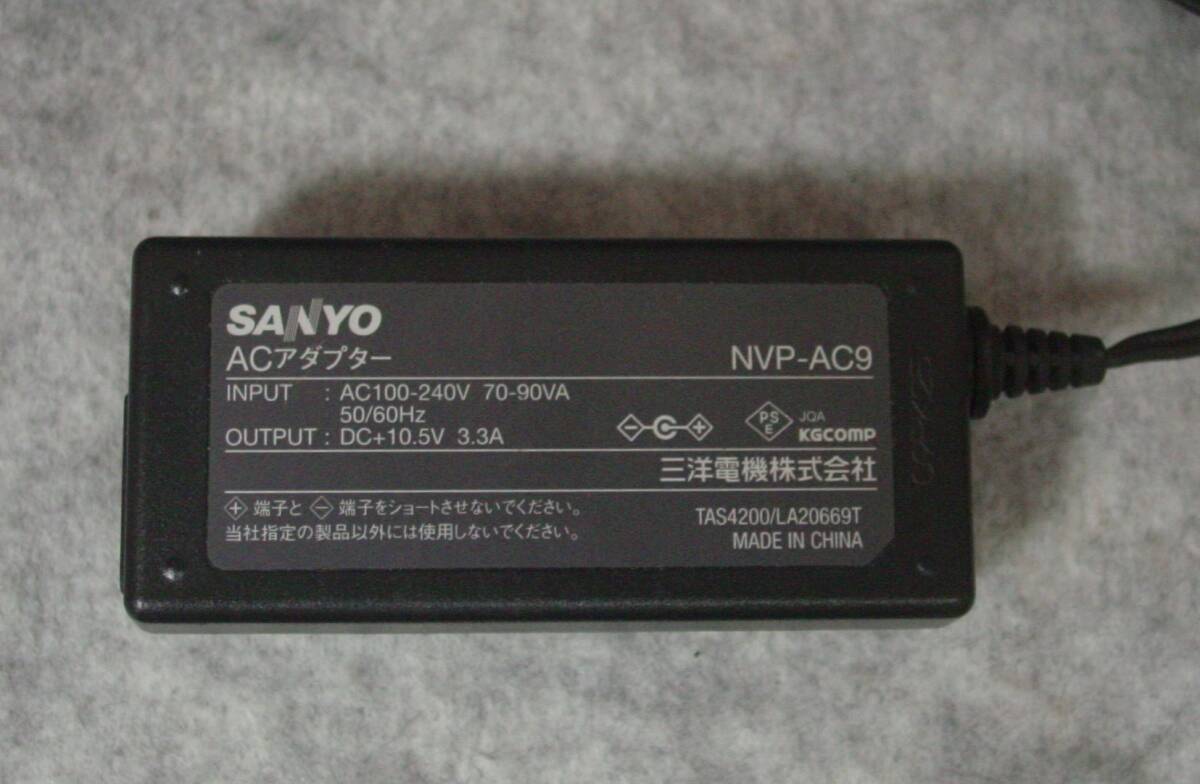 SANYO
ACアダプター NVP-AC9
INPUT : AC100-240V 70-90VA
50/60Hz
OUTPUT : DC+10.5V 3.3A
PS
E
JQA
KGCOMP
三洋電機株式会社
端子と 端子をショートさせないでください。
当社指定の製品以外には使用しないでください。
TAS4200/LA20669T
MADE IN CHINA